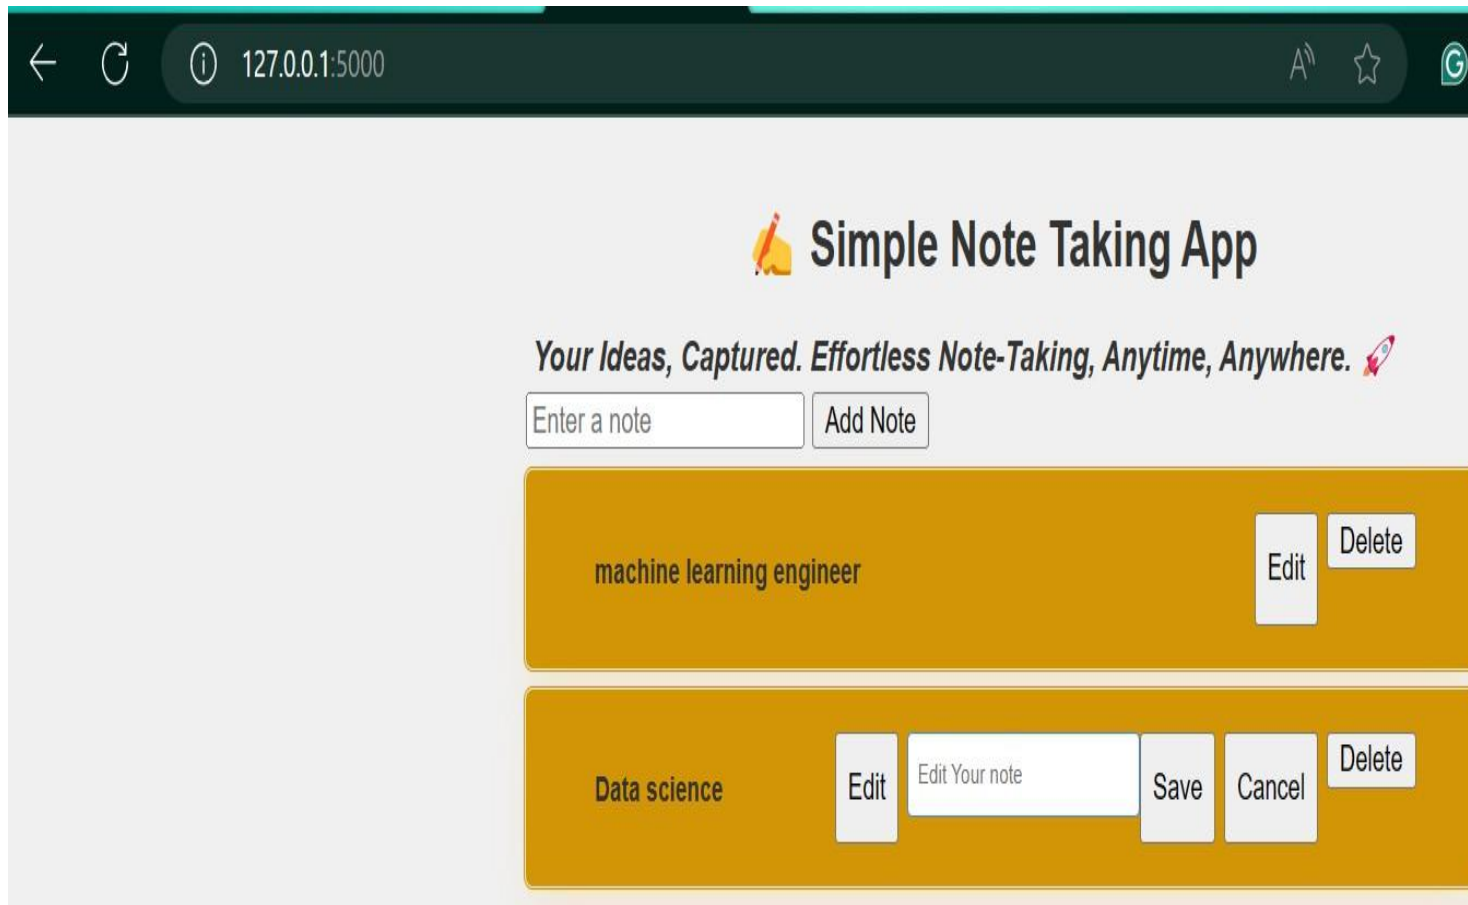 127.0.0.1:5000
✍️ Simple Note Taking App
Your Ideas, Captured. Effortless Note-Taking, Anytime, Anywhere. 🚀
Enter a note Add Note
machine learning engineer Edit Delete
Data science Edit Edit Your note Save Cancel Delete